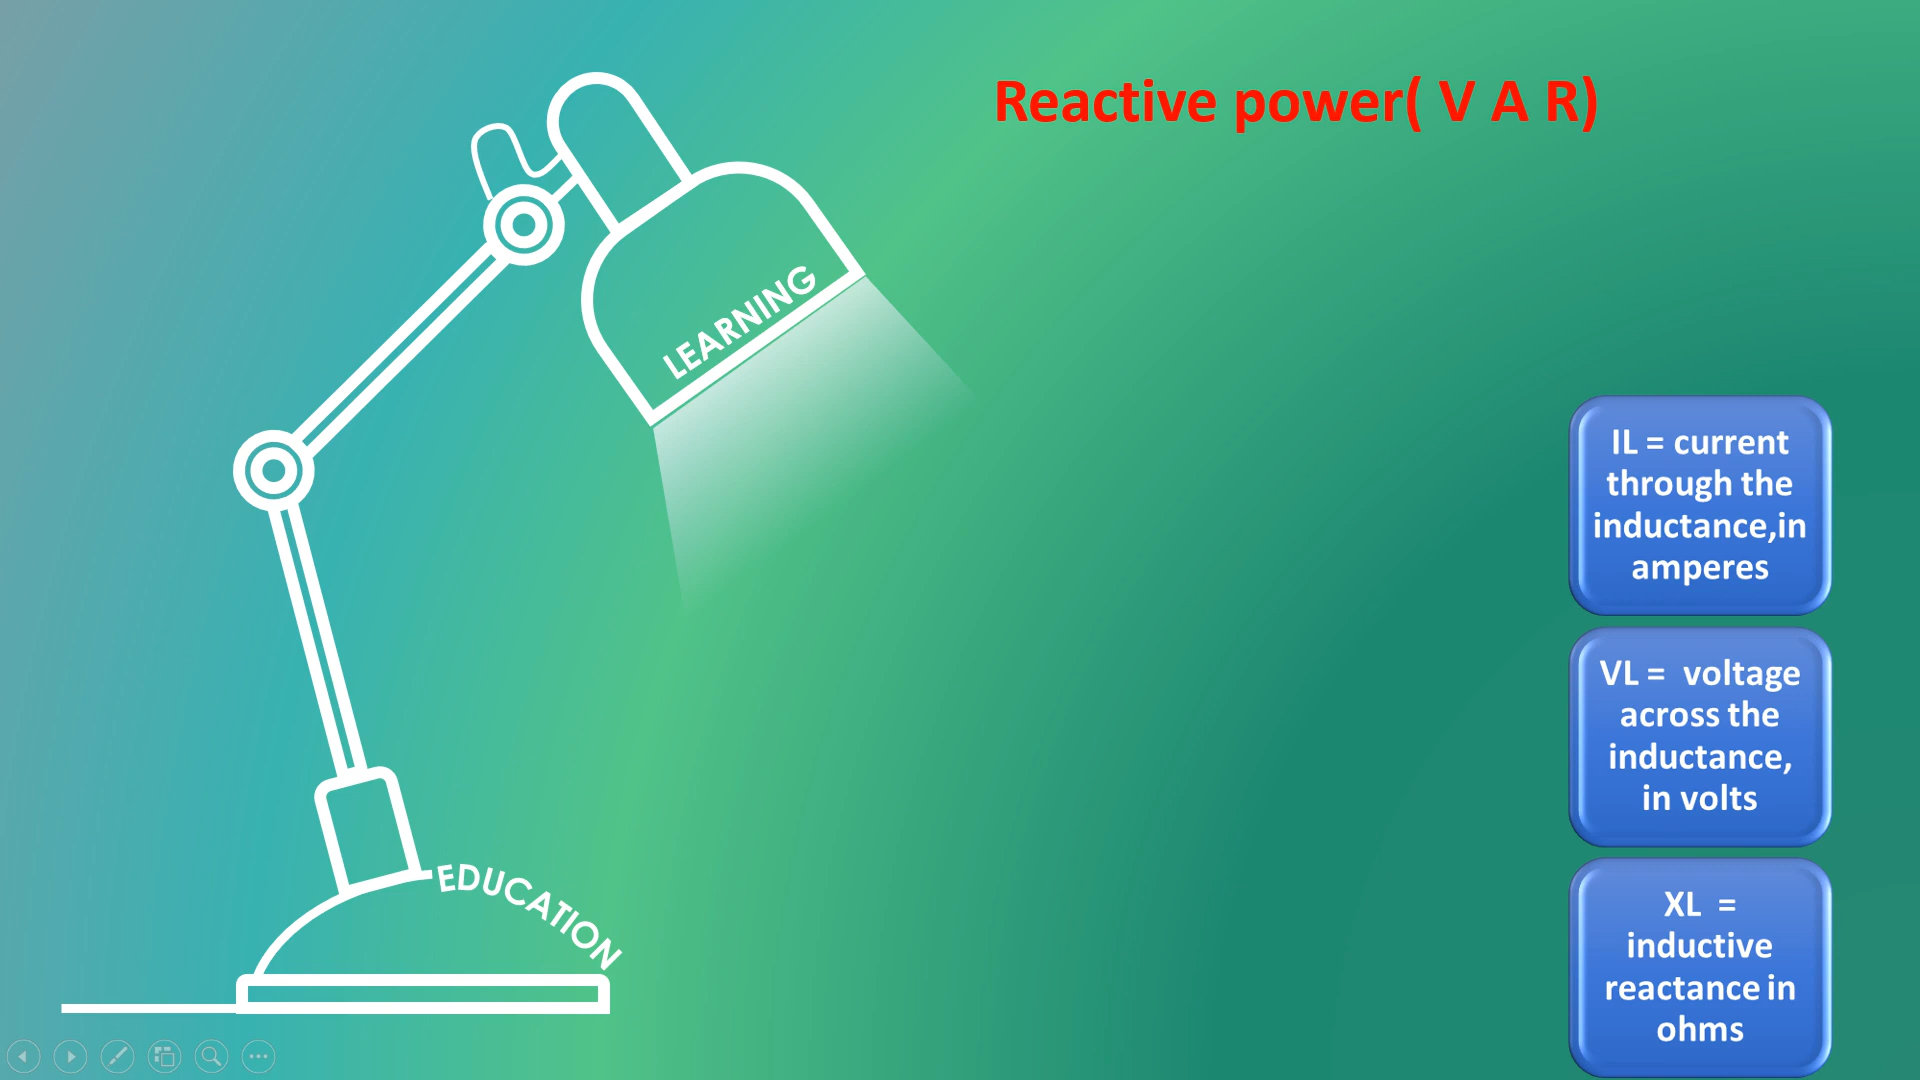 Reactive power( V A R)
LEARNING
IL = current
through the
inductance,in
amperes
VL =  voltage
across the
inductance,
in volts
XL  =
inductive
reactance in
ohms
EDUCATION